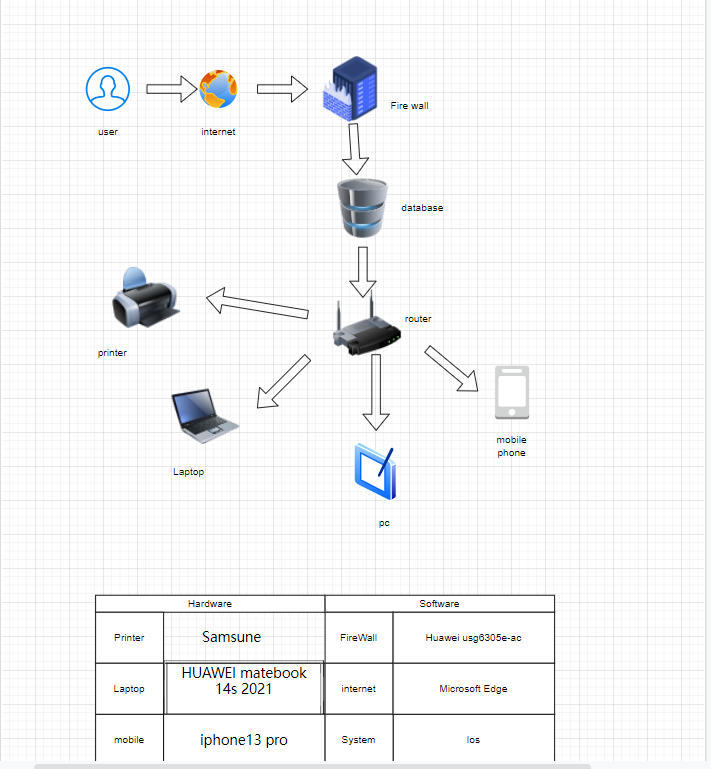 user
internet
Fire wall
database
router
printer
mobile
phone
Laptop
pc
Hardware
Software
Printer
Samsune
FireWall
Huawei usg6305e-ac
Laptop
HUAWEI matebook
14s 2021
internet
Microsoft Edge
mobile
iphone13 pro
System
Ios